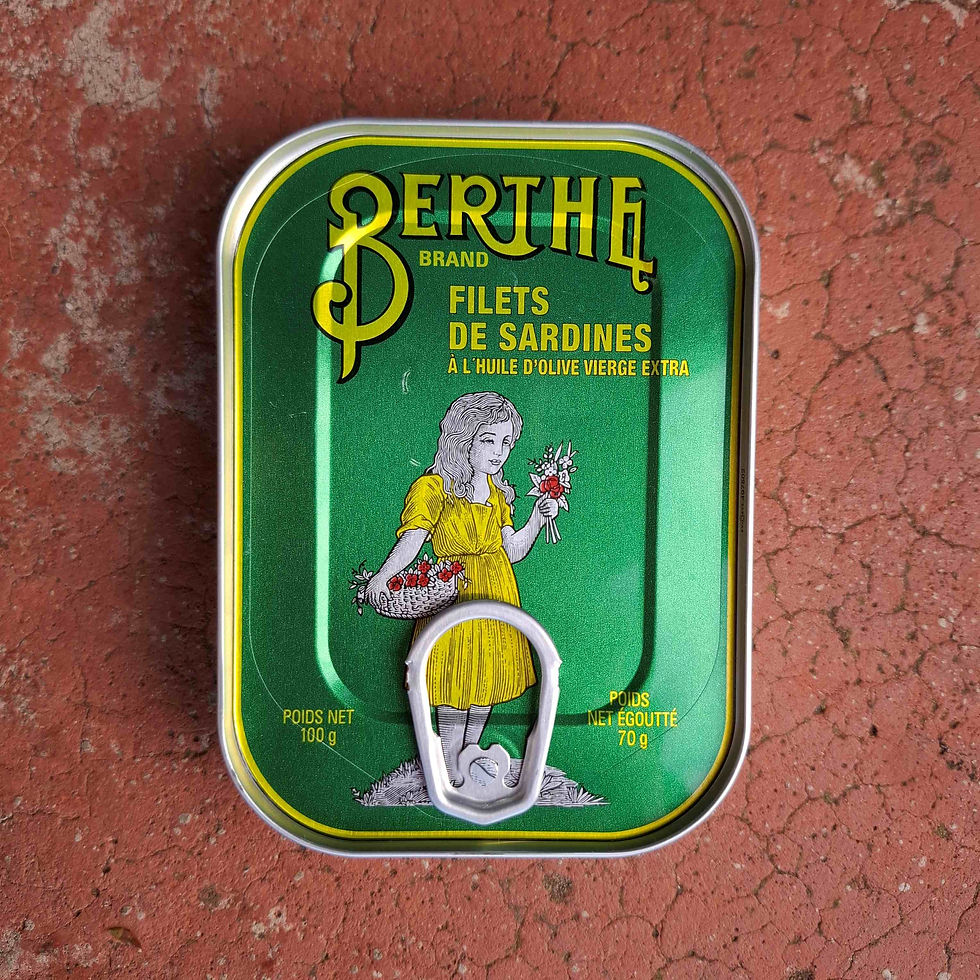 BERTHE
BRAND
FILETS
DE SARDINES
À L'HUILE D'OLIVE VIERGE EXTRA
POIDS NET
100 g
POIDS
NET ÉGOUTTÉ
70 g